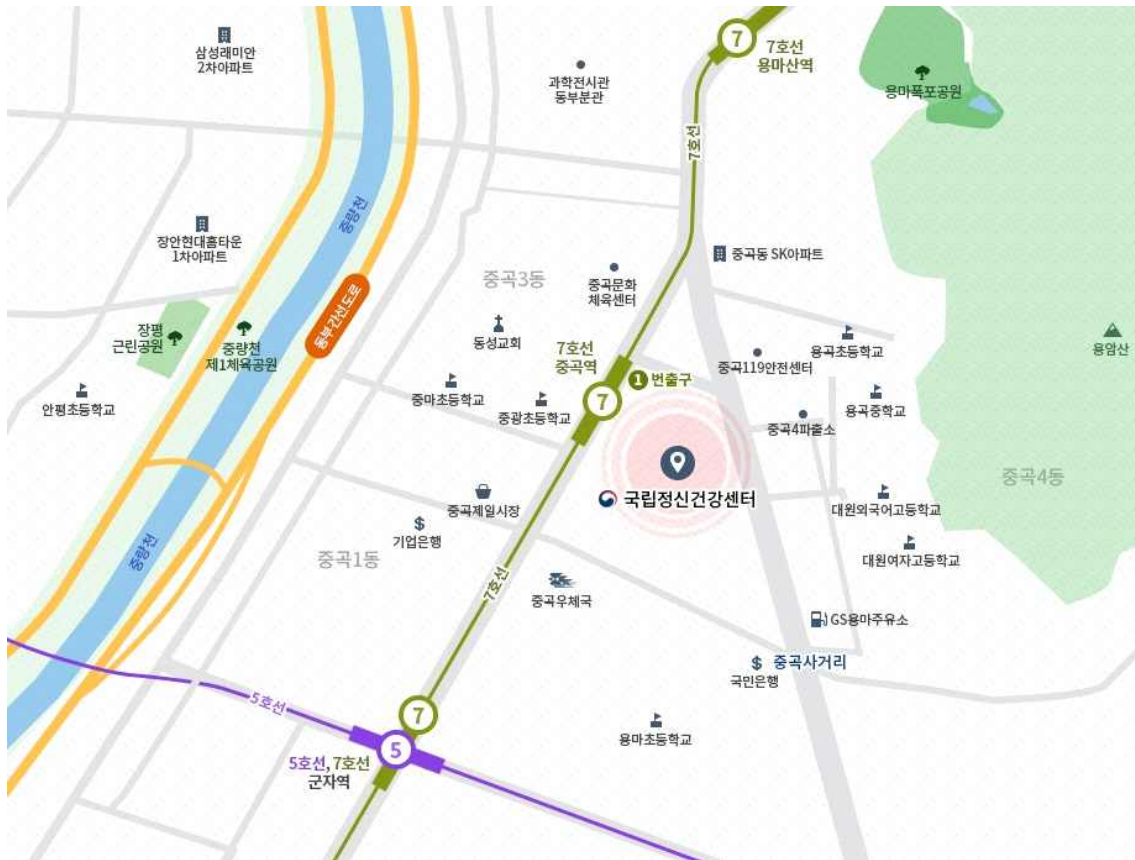 7
7호선
용마산역
삼성래미안
2차아파트
과학전시관
동부분관
용마폭포공원
7호선
중랑천
장안현대홈타운
1차아파트
중곡동 SK아파트
중곡3동
중곡문화
체육센터
동부간선도로
장평
근린공원
중량천
제1체육공원
동성교회
7호선
중곡역
용곡초등학교
용암산
중곡119안전센터
1 번출구
안평초등학교
중마초등학교
중광초등학교
7
용곡중학교
중곡4파출소
중곡4동
국립정신건강센터
중곡제일시장
대원외국어고등학교
기업은행
중랑천
중곡1동
대원여자고등학교
7호선
중곡우체국
GS용마주유소
중곡사거리
국민은행
5호선
7
용마초등학교
5
5호선, 7호선
군자역